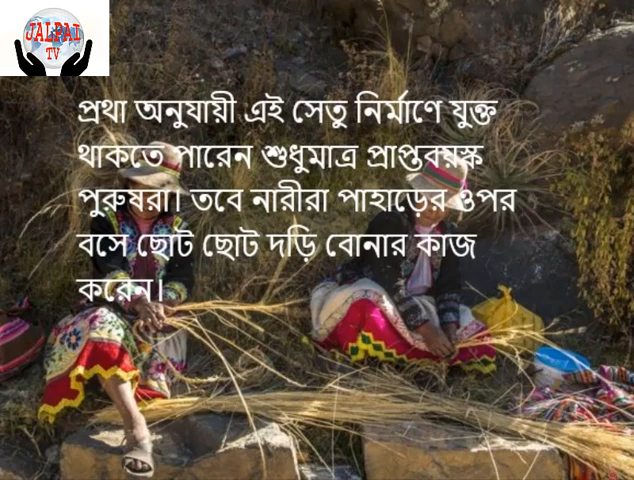 JALPAI
TV
প্রথা অনুযায়ী এই সেতু নির্মাণে যুক্ত
থাকতে পারেন শুধুমাত্র প্রাপ্তবয়স্ক
পুরুষরা। তবে নারীরা পাহাড়ের ওপর
বসে ছোট ছোট দড়ি বোনার কাজ
করেন।